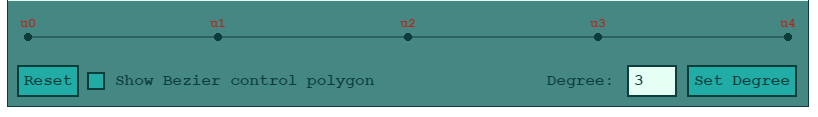 u0 u1 u2 u3 u4
Reset Show Bezier control polygon Degree: 3 Set Degree